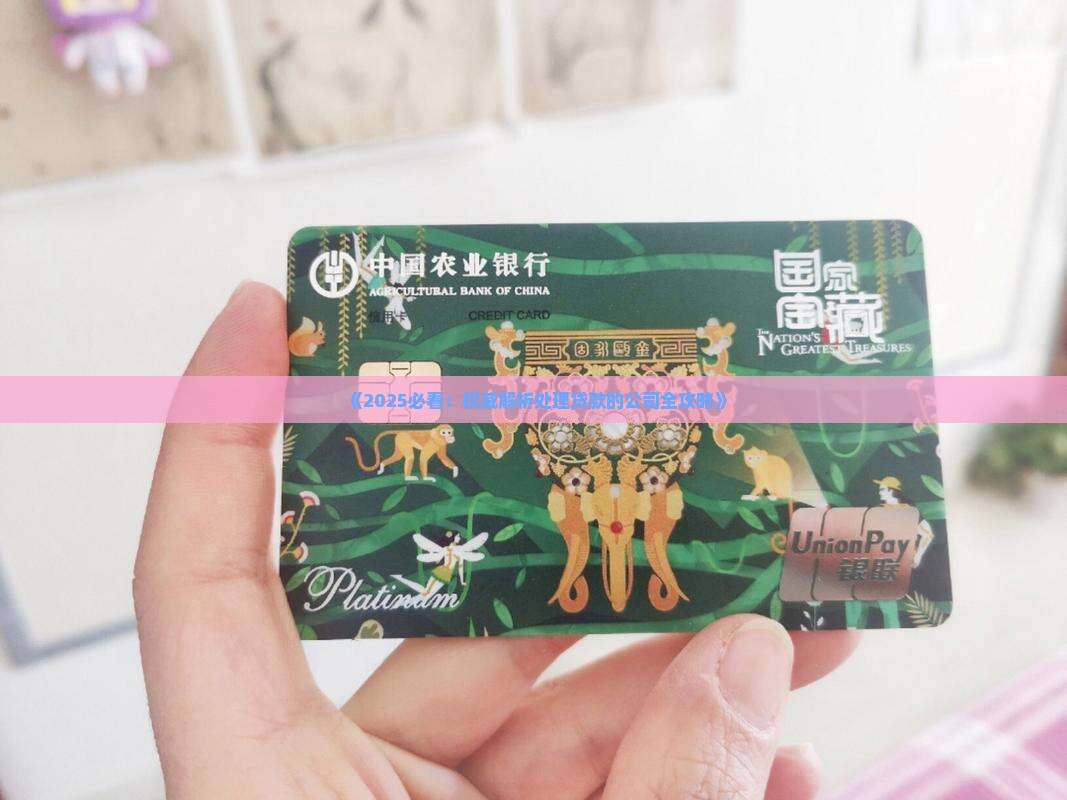 中国农业银行
AGRICULTURAL BANK OF CHINA
信用卡 CREDIT CARD
国家
宝藏
THE NATION'S
GREATEST TREASURES
《2025必看：权威解析处理贷款的公司全攻略》
UnionPay
银联
Platinum